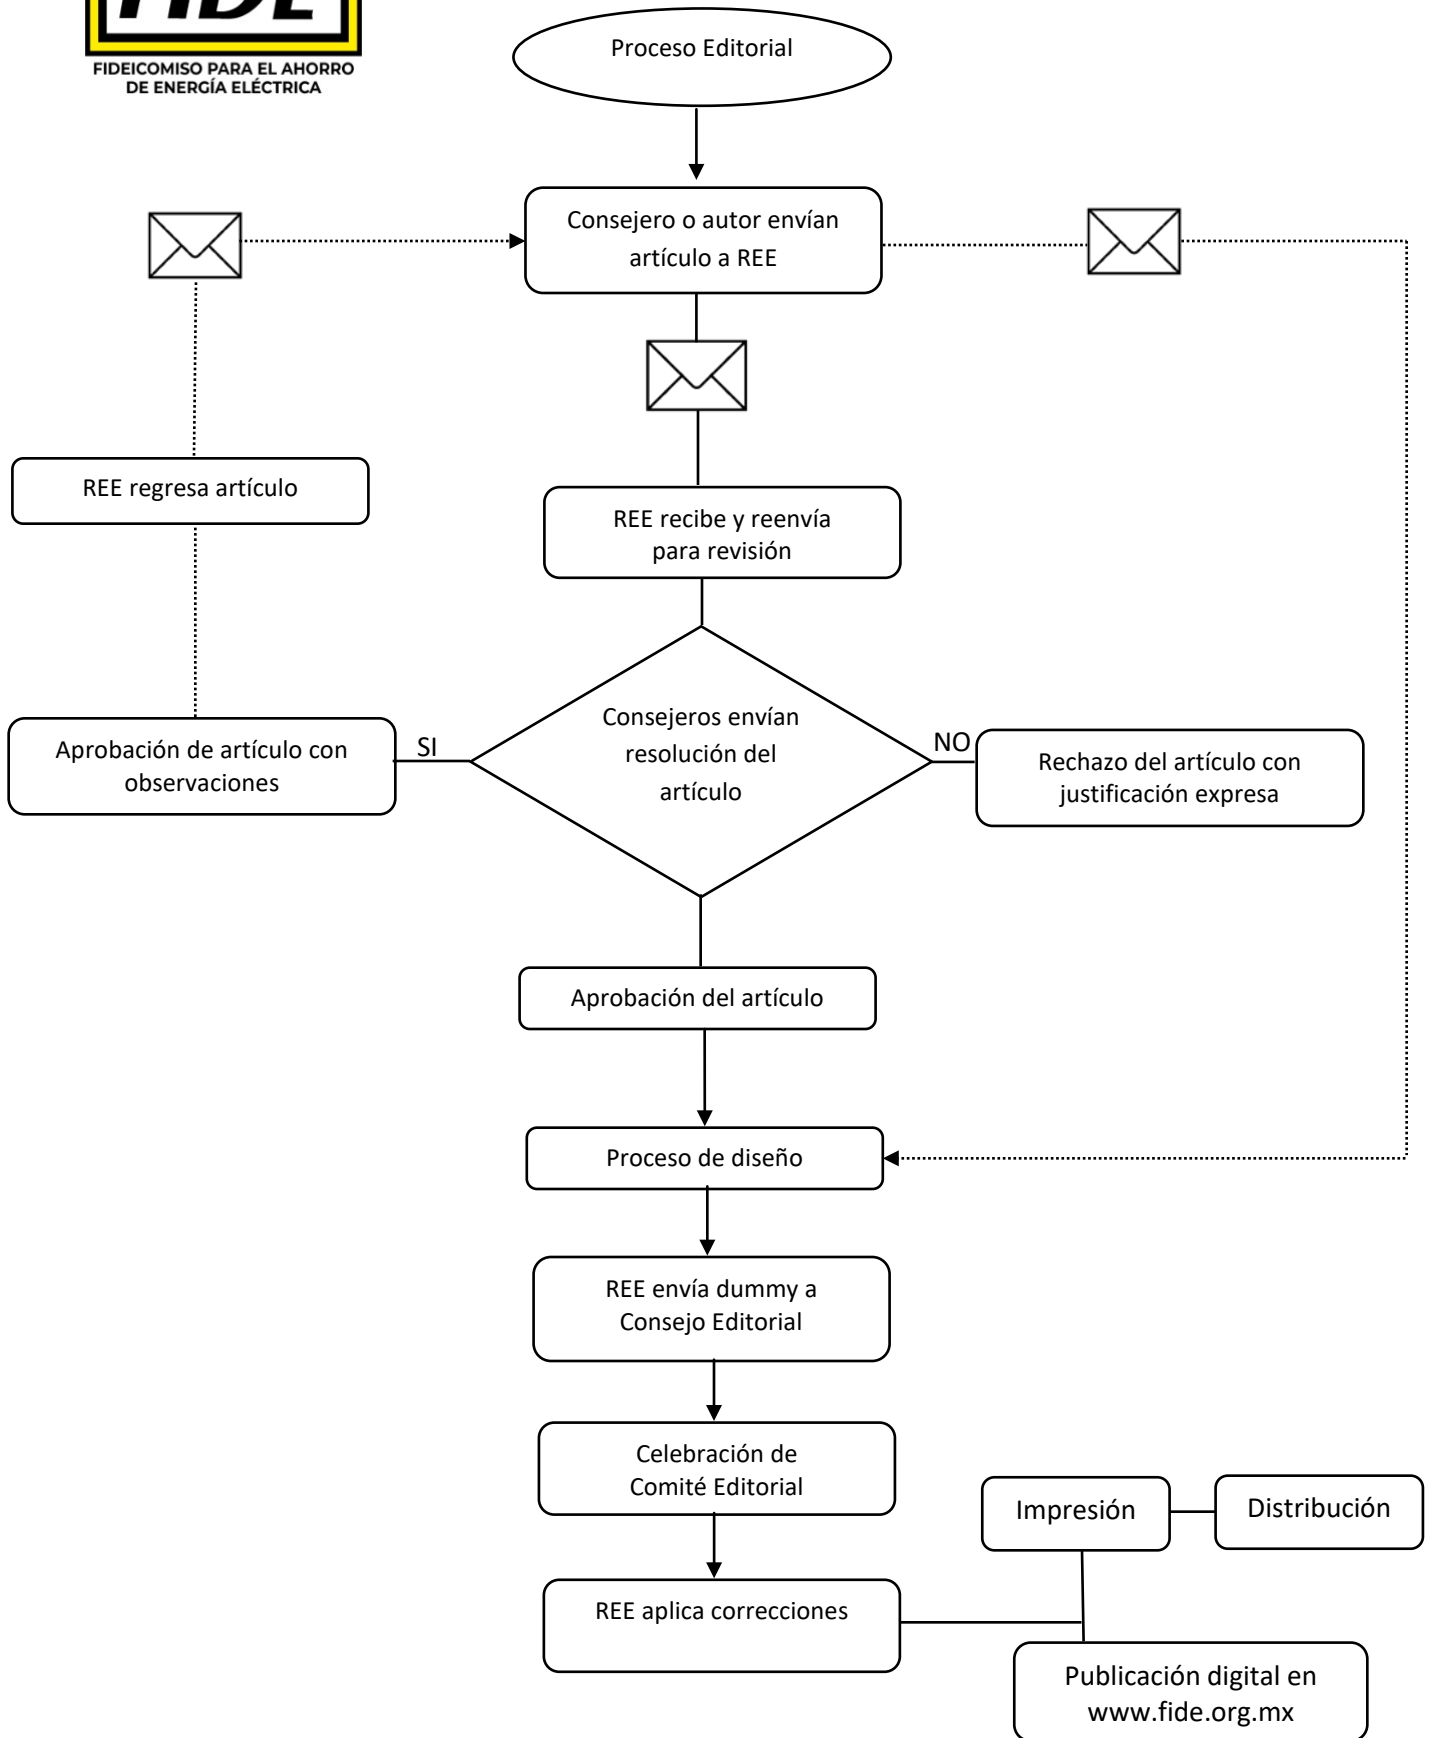 FIDE
FIDEICOMISO PARA EL AHORRO
DE ENERGÍA ELÉCTRICA
Proceso Editorial
Consejero o autor envían
artículo a REE
REE regresa artículo
REE recibe y reenvía
para revisión
Aprobación de artículo con
observaciones
SI
Consejeros envían
resolución del
artículo
NO
Rechazo del artículo con
justificación expresa
Aprobación del artículo
Proceso de diseño
REE envía dummy a
Consejo Editorial
Celebración de
Comité Editorial
Impresión
Distribución
REE aplica correcciones
Publicación digital en
www.fide.org.mx